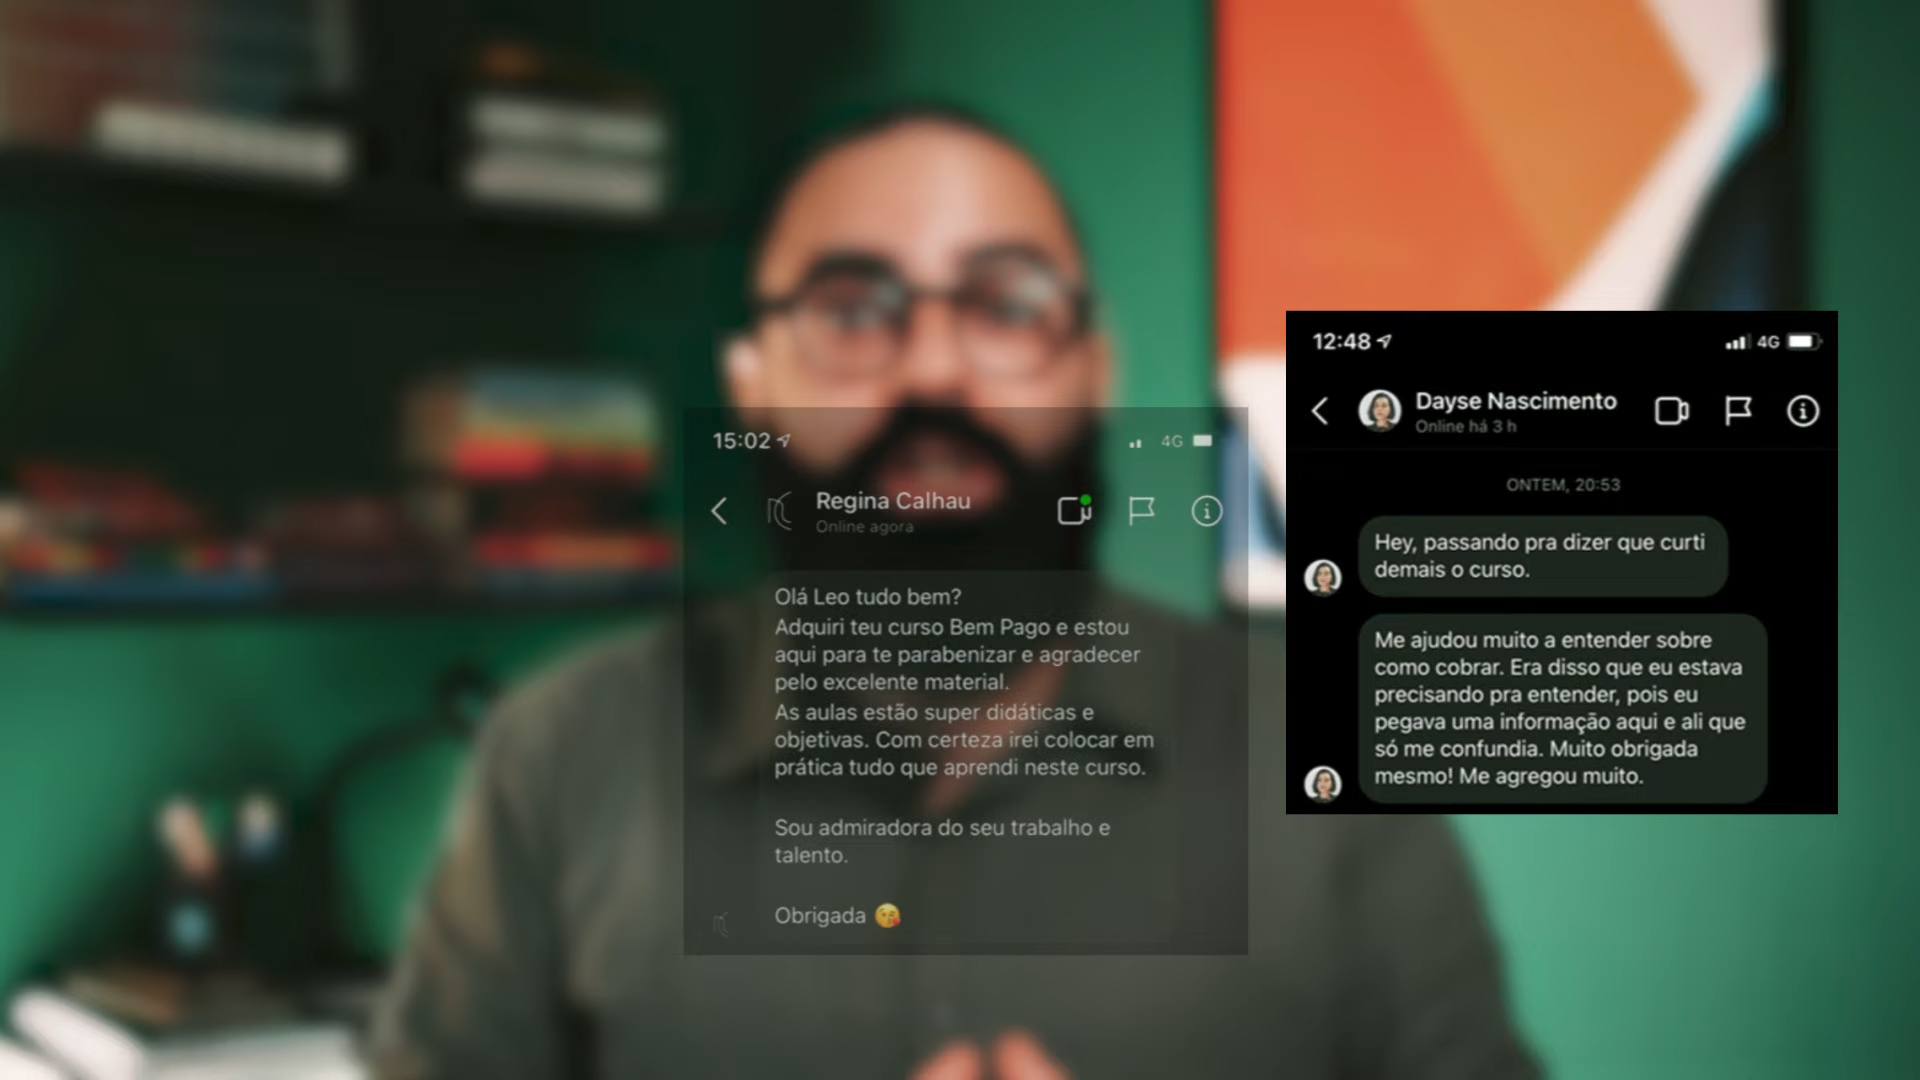 15:02
4G
Regina Calhau
Online agora
Olá Leo tudo bem?
Adquiri teu curso Bem Pago e estou
aqui para te parabenizar e agradecer
pelo excelente material.
As aulas estão super didáticas e
objetivas. Com certeza irei colocar em
prática tudo que aprendi neste curso.
Sou admiradora do seu trabalho e
talento.
Obrigada 😘
12:48
4G
Dayse Nascimento
Online há 3 h
ONTEM, 20:53
Hey, passando pra dizer que curti
demais o curso.
Me ajudou muito a entender sobre
como cobrar. Era disso que eu estava
precisando pra entender, pois eu
pegava uma informação aqui e ali que
só me confundia. Muito obrigada
mesmo! Me agregou muito.